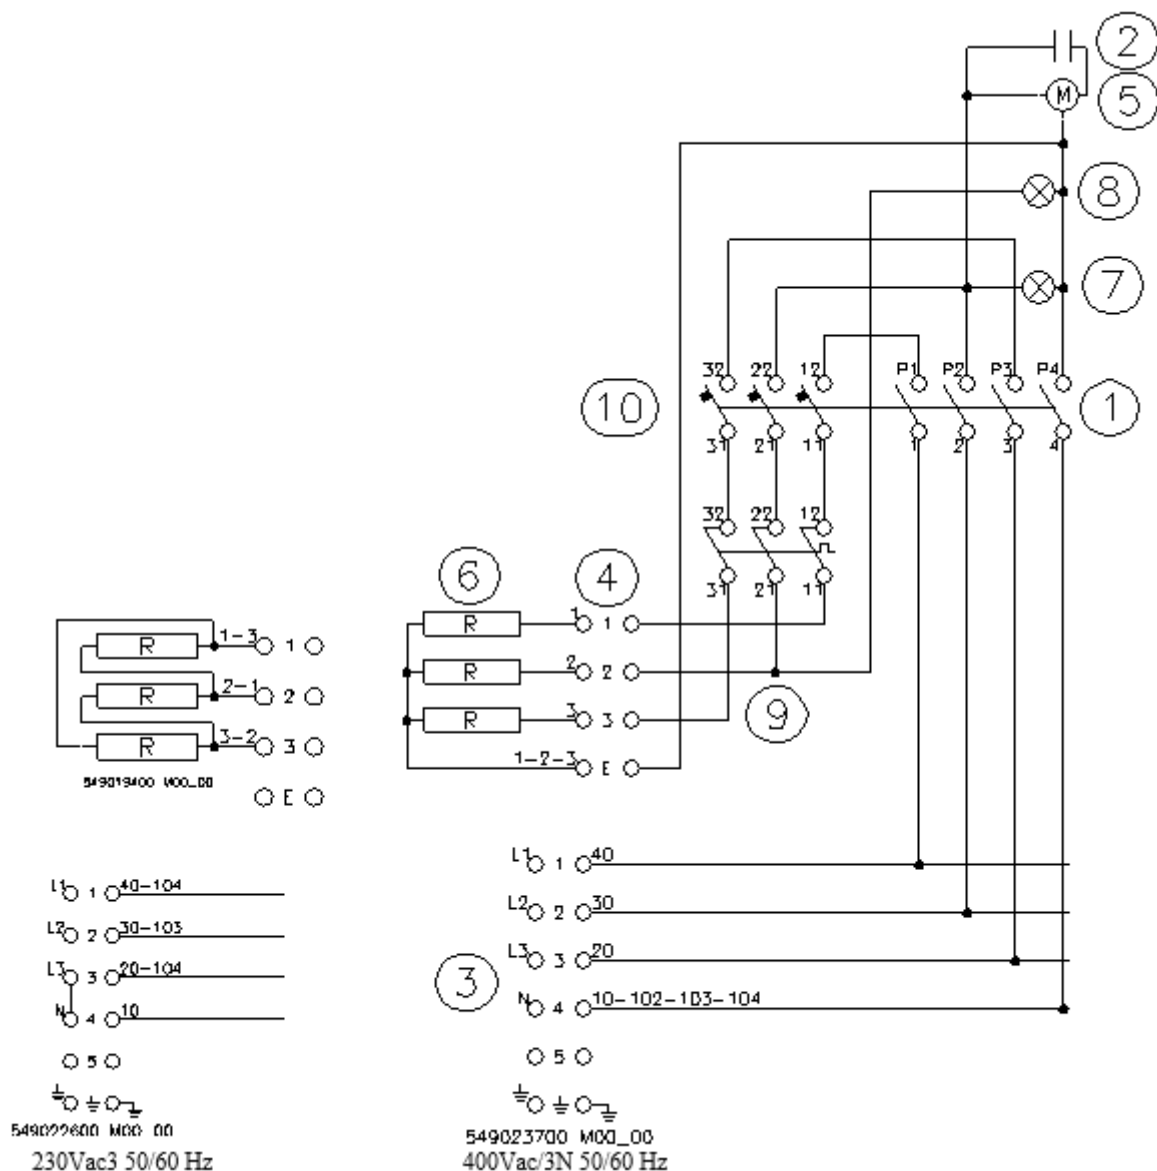 2
M
5
8
7
32 22 12 P1 P2 P3 P4
10
1
31 21 11 1 2 3 4
32 22 12
31 21 11
6
4
R 1 1
R 2 2
R 3 3
1-2-3 E
9
R 1-3 1
R 2-1 2
R 3-2 3
549019400 M00_00
E
L1 1 40
L2 2 30
L3 3 20
3
N 4 10-102-103-104
5
549023700 M00_00
400Vac/3N 50/60 Hz
L1 1 40-104
L2 2 30-103
L3 3 20-104
N 4 10
5
549022600 M00_00
230Vac3 50/60 Hz